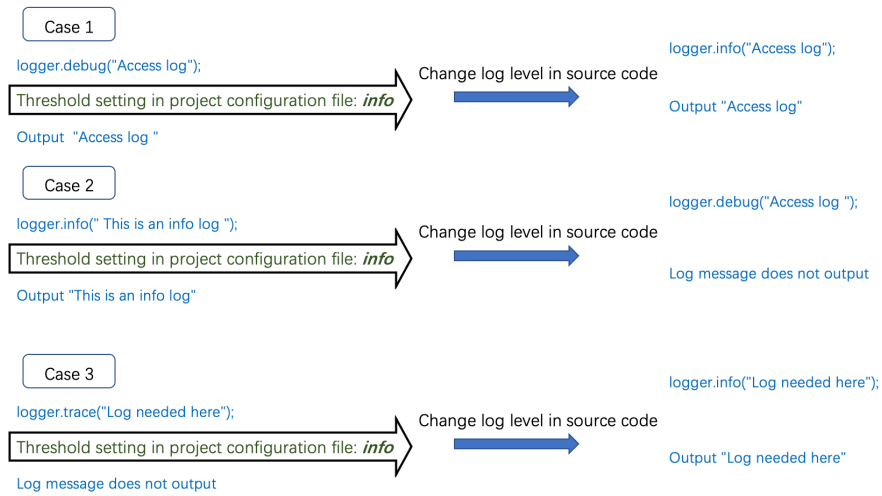 Case 1
logger.debug("Access log");
Threshold setting in project configuration file: info
Output  "Access log "
Change log level in source code
logger.info("Access log");
Output "Access log"
Case 2
logger.info(" This is an info log ");
Threshold setting in project configuration file: info
Output "This is an info log"
Change log level in source code
logger.debug("Access log ");
Log message does not output
Case 3
logger.trace("Log needed here");
Threshold setting in project configuration file: info
Log message does not output
Change log level in source code
logger.info("Log needed here");
Output "Log needed here"